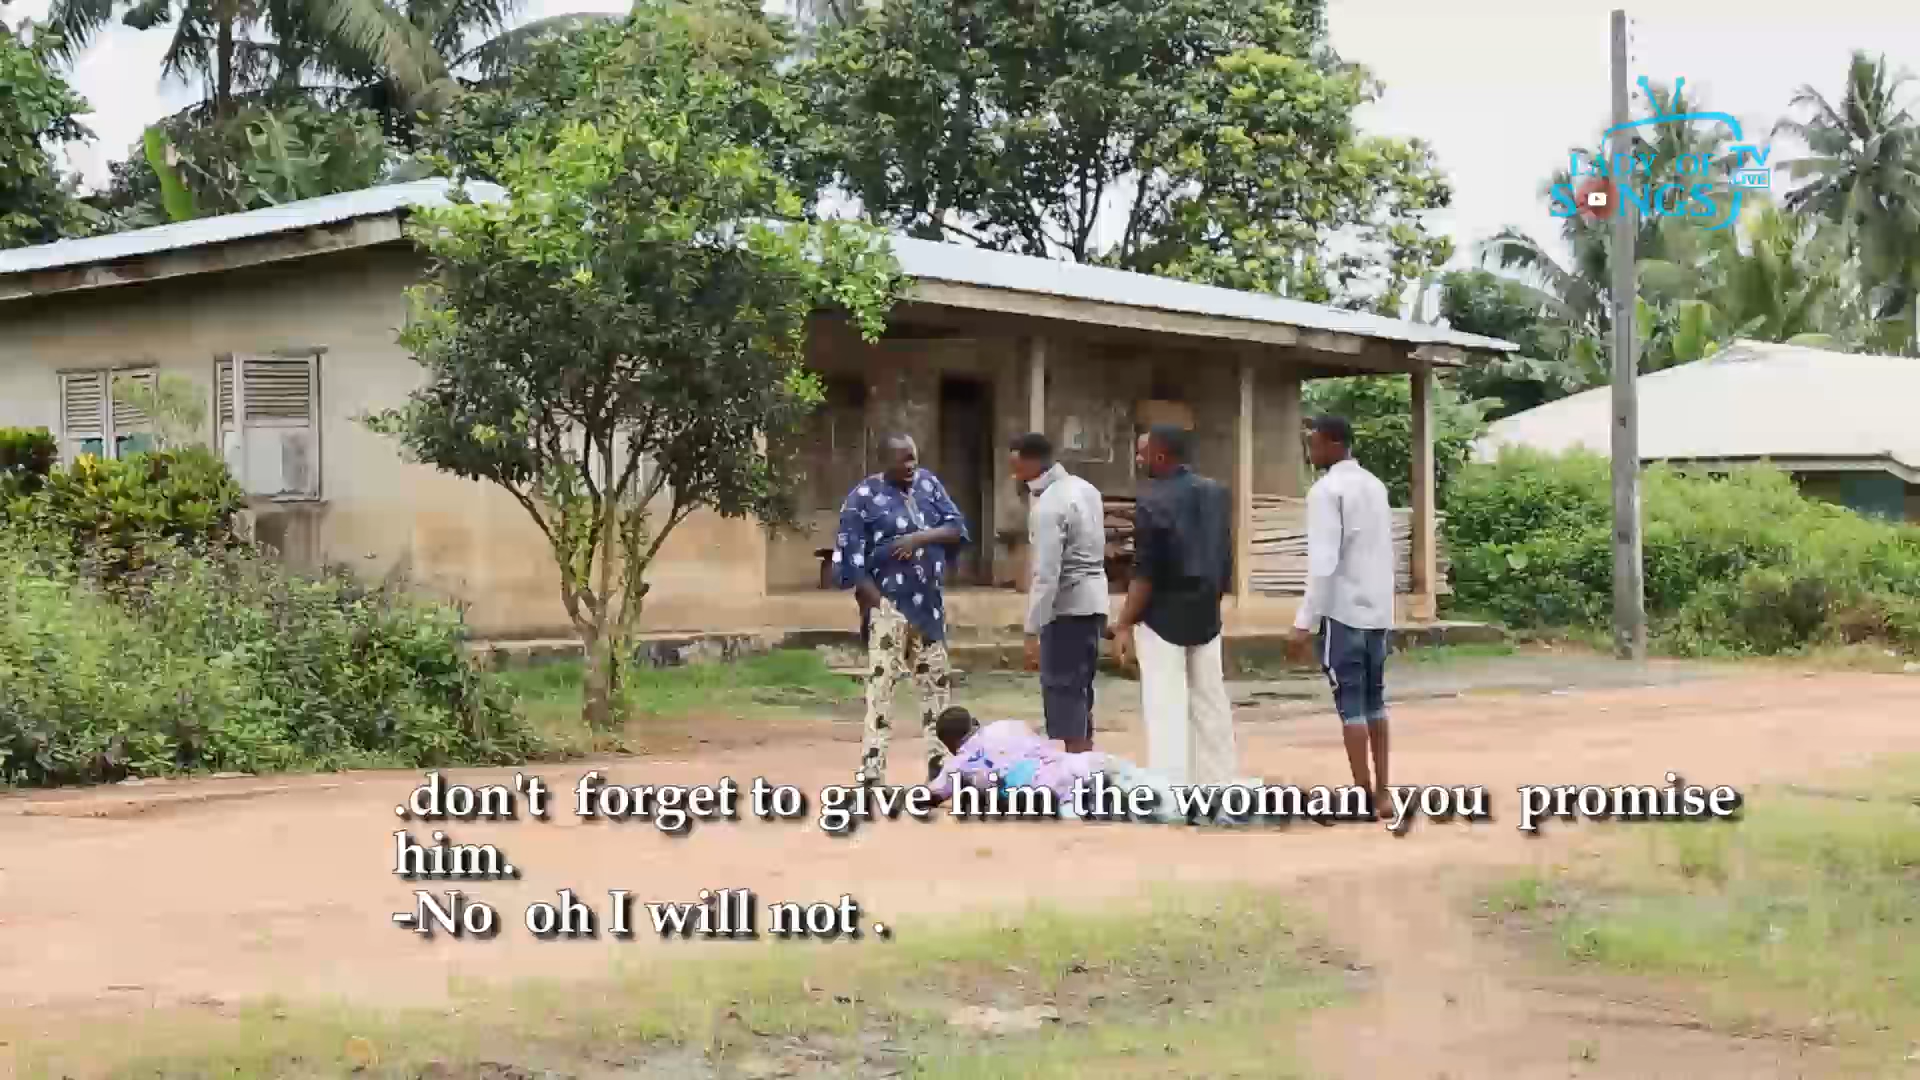 LADY OF
TV
LIVE
SONGS
.don't forget to give him the woman you promise
him.
-No oh I will not .